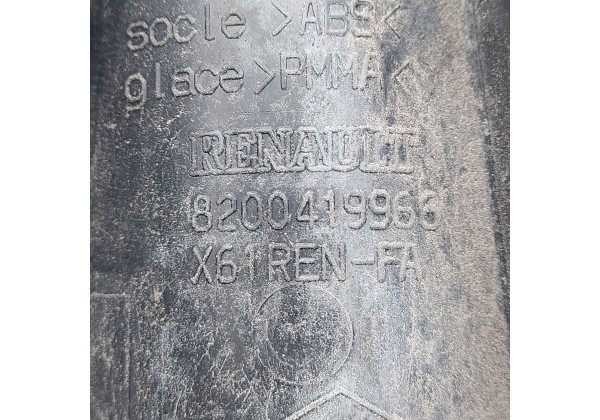 socle >ABS<
glace >PMMA<
RENAULT
8200419963
X61REN-FA